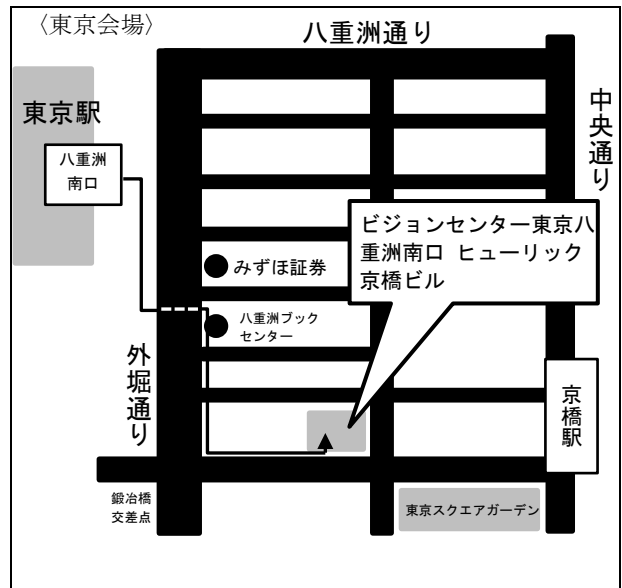 〈東京会場〉
八重洲通り
東京駅
中央通り
八重洲
南口
ビジョンセンター東京八
重洲南口 ヒューリック
京橋ビル
みずほ証券
八重洲ブック
センター
外堀通り
京橋駅
鍛冶橋
交差点
東京スクエアガーデン